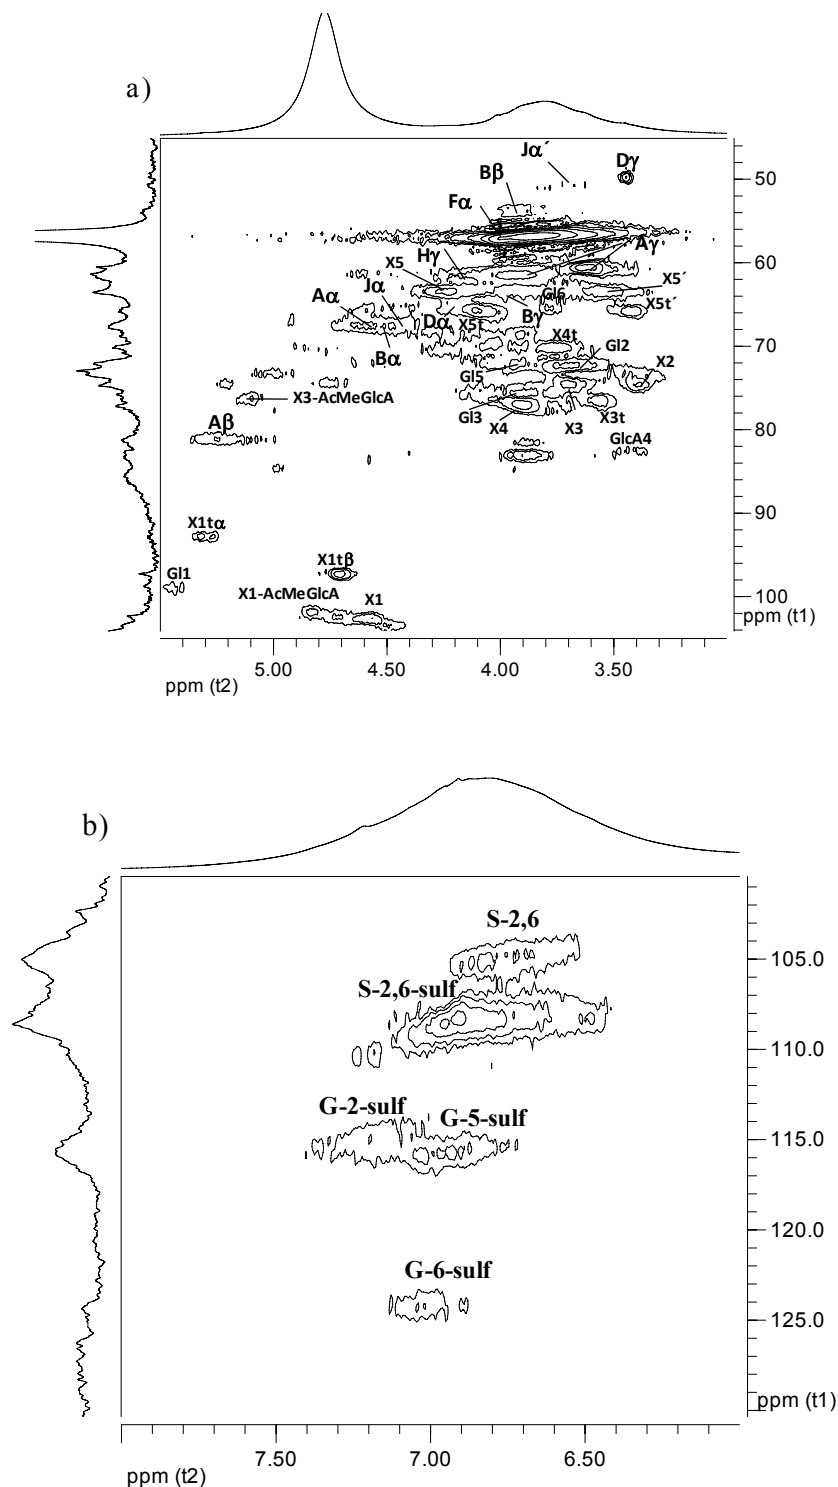 a)
Jα´
Dγ
50
Bβ
Fα
Aγ
Hγ
X5
60
X5´
Jα
Gl6
Aα
X5t´
Dα
X5t
Bγ
X4t
Gl2
70
Bα
Gl5
X2
X3-AcMeGlcA
Gl3
X4
X3
X3t
Aβ
GlcA4
80
90
X1tα
X1tβ
Gl1
X1-AcMeGlcA
X1
100
ppm (t1)
5.00 4.50 4.00 3.50
ppm (t2)
b)
S-2,6
105.0
S-2,6-sulf
110.0
G-2-sulf
G-5-sulf
115.0
120.0
G-6-sulf
125.0
ppm (t1)
7.50 7.00 6.50
ppm (t2)